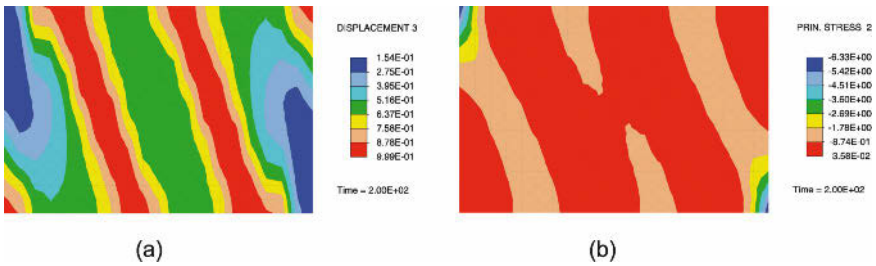 DISPLACEMENT 3
1.54E-01
2.75E-01
3.95E-01
5.16E-01
6.37E-01
7.58E-01
8.78E-01
9.99E-01
Time = 2.00E+02
(a)
PRIN. STRESS 2
-6.33E+00
-5.42E+00
-4.51E+00
-3.60E+00
-2.69E+00
-1.78E+00
-8.74E-01
3.58E-02
Time = 2.00E+02
(b)